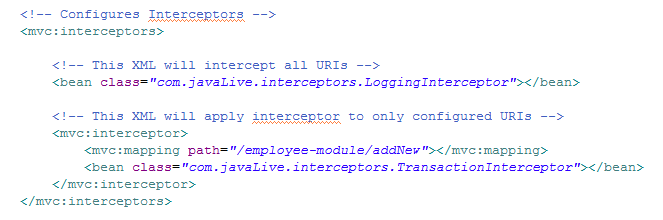 <!-- Configures Interceptors -->
<mvc:interceptors>
<!-- This XML will intercept all URIs -->
<bean class="com.javaLive.interceptors.LoggingInterceptor"></bean>
<!-- This XML will apply interceptor to only configured URIs -->
<mvc:interceptor>
<mvc:mapping path="/employee-module/addNew"></mvc:mapping>
<bean class="com.javaLive.interceptors.TransactionInterceptor"></bean>
</mvc:interceptor>
</mvc:interceptors>